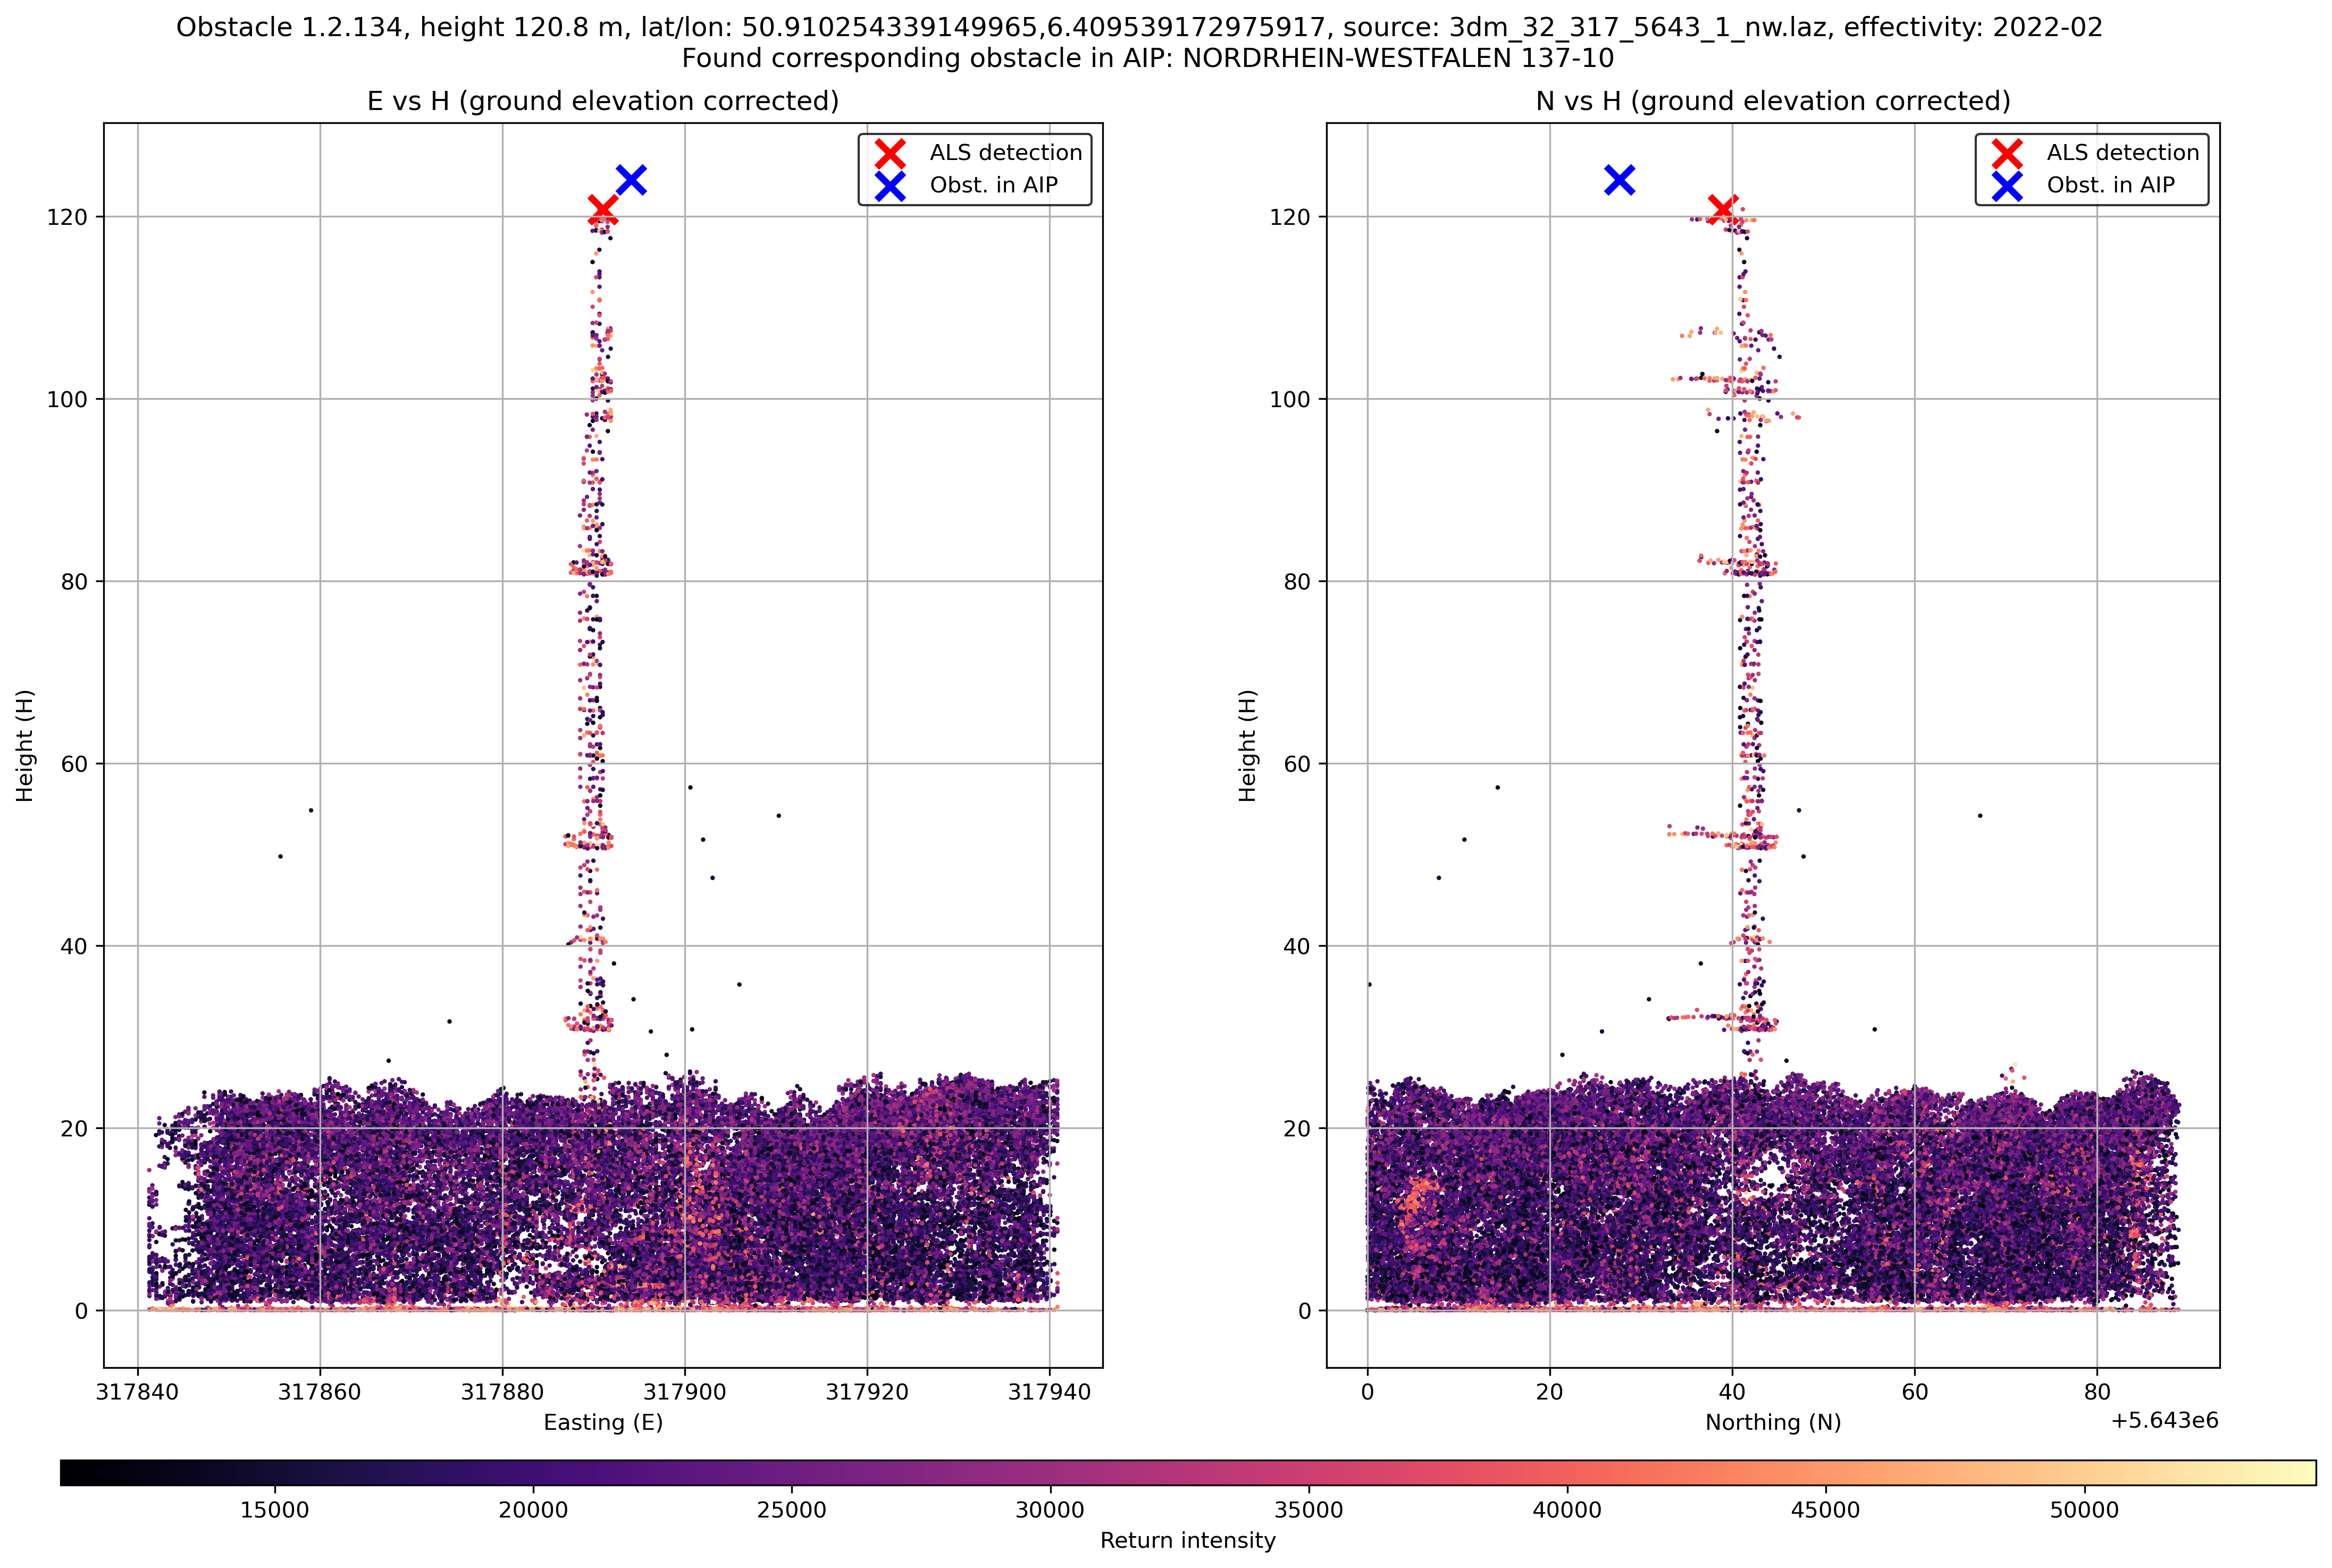 Obstacle 1.2.134, height 120.8 m, lat/lon: 50.910254339149965,6.409539172975917, source: 3dm_32_317_5643_1_nw.laz, effectivity: 2022-02
Found corresponding obstacle in AIP: NORDRHEIN-WESTFALEN 137-10
E vs H (ground elevation corrected)
ALS detection
Obst. in AIP
120
100
80
60
40
20
0
Height (H)
317840 317860 317880 317900 317920 317940
Easting (E)
N vs H (ground elevation corrected)
ALS detection
Obst. in AIP
120
100
80
60
40
20
0
Height (H)
0 20 40 60 80
Northing (N)
+5.643e6
15000 20000 25000 30000 35000 40000 45000 50000
Return intensity